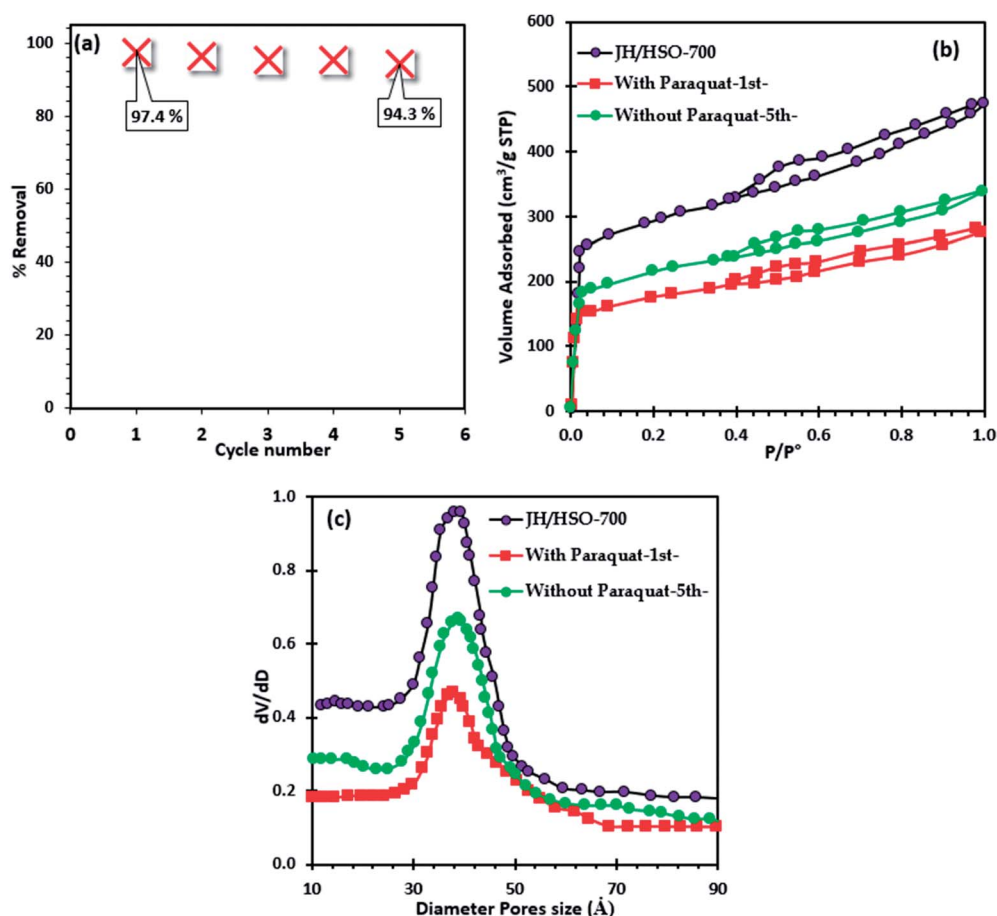 (a)
% Removal
100
80
60
40
20
0
97.4 %
94.3 %
0 1 2 3 4 5 6
Cycle number
(b)
Volume Adsorbed (cm³/g STP)
600
500
400
300
200
100
0
JH/HSO-700
With Paraquat-1st-
Without Paraquat-5th-
0.0 0.2 0.4 0.6 0.8 1.0
P/P°
(c)
dV/dD
1.0
0.8
0.6
0.4
0.2
0.0
JH/HSO-700
With Paraquat-1st-
Without Paraquat-5th-
10 30 50 70 90
Diameter Pores size (Å)